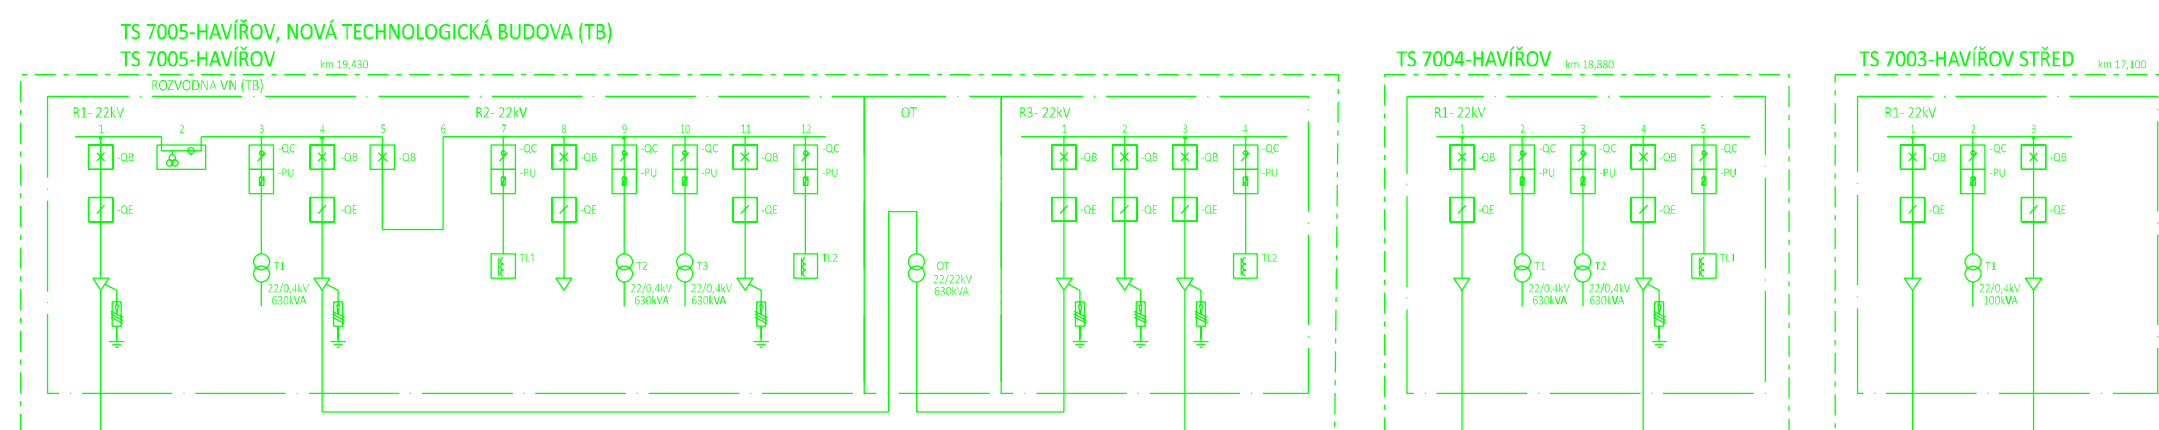 TS 7005-HAVÍŘOV, NOVÁ TECHNOLOGICKÁ BUDOVA (TB)
TS 7005-HAVÍŘOV
km 19,430
ROZVODNA VN (TB)
R1- 22kV
R2- 22kV
1 2 3 4 5 6 7 8 9 10 11 12
-QB -QC -QB -QB -QC -QB -QC -QC -QB -QC
-PU -PU -PU -PU -PU
-QE -QE -QE -QE
T1 TL1 T2 T3 TL2
22/0,4kV
630kVA
22/0,4kV
630kVA
22/0,4kV
630kVA
OT
OT
22/22kV
630kVA
R3- 22kV
1 2 3 4
-QB -QB -QB -QC
-PU
-QE -QE -QE
TL2
TS 7004-HAVÍŘOV
km 18,880
R1- 22kV
1 2 3 4 5
-QB -QC -QC -QB -QC
-PU -PU -PU
-QE -QE
T1 T2 TL1
22/0,4kV
630kVA
22/0,4kV
630kVA
TS 7003-HAVÍŘOV STŘED
km 17,100
R1- 22kV
1 2 3
-QB -QC -QB
-PU
-QE -QE
T1
22/0,4kV
100kVA